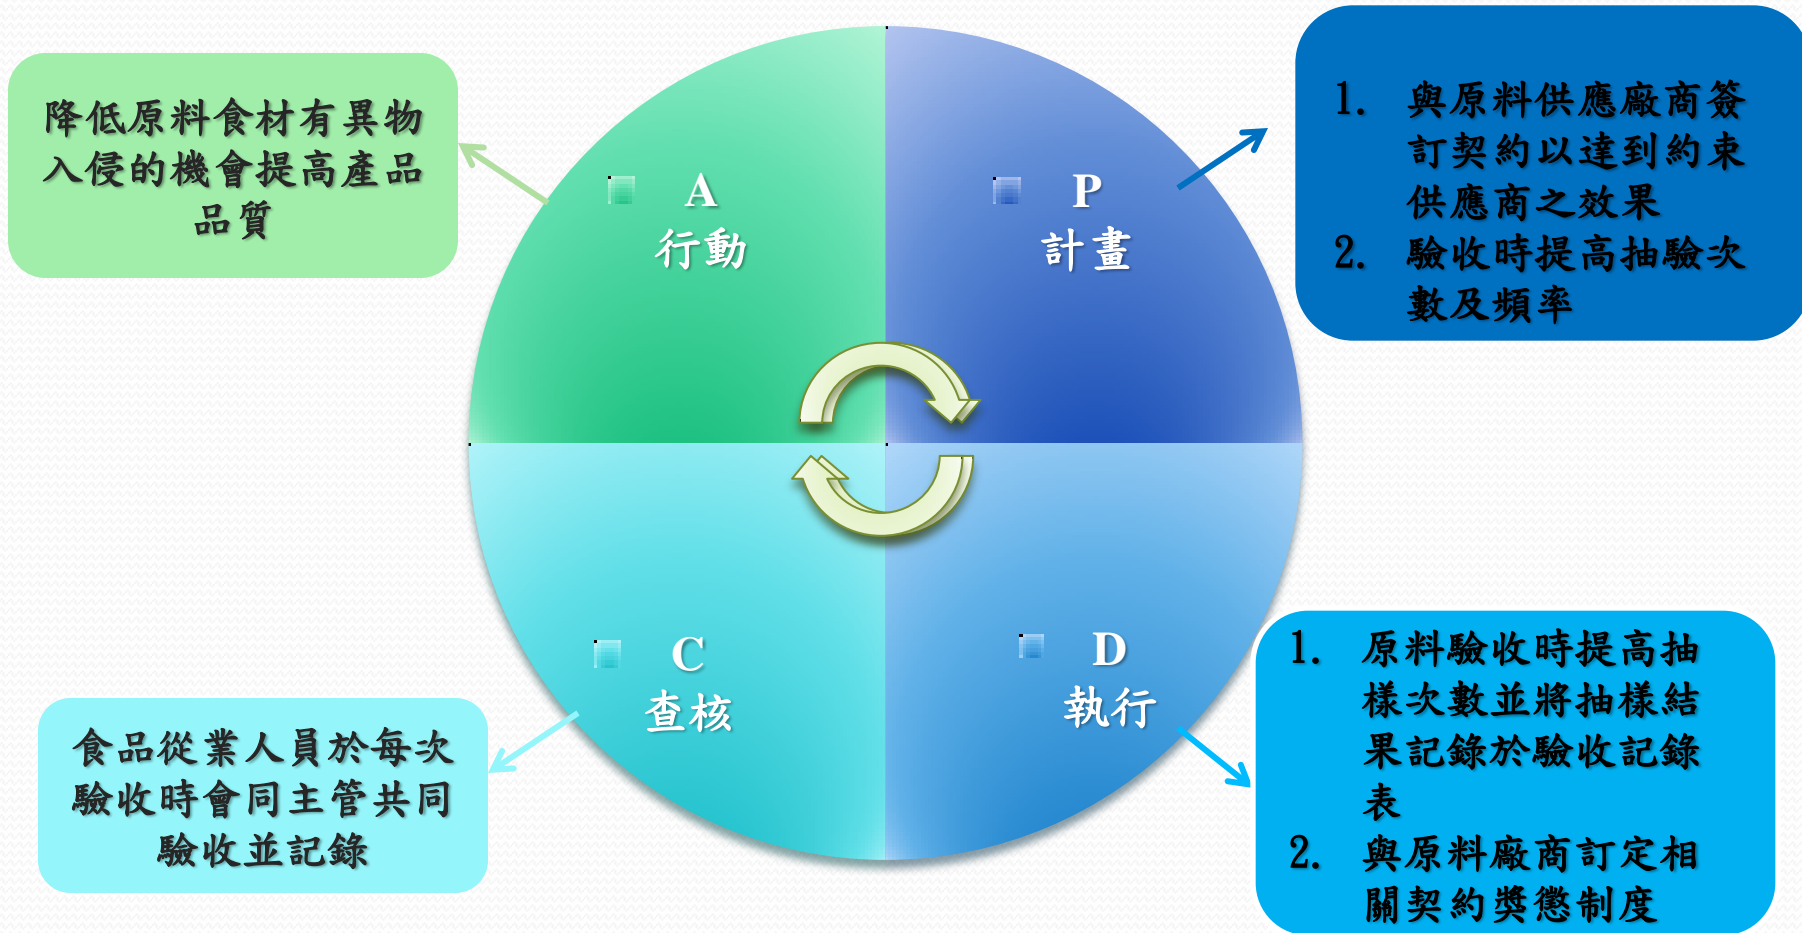 降低原料食材有異物
入侵的機會提高產品
品質
A
行動
P
計畫
1. 與原料供應廠商簽
訂契約以達到約束
供應商之效果
2. 驗收時提高抽驗次
數及頻率
C
查核
D
執行
食品從業人員於每次
驗收時會同主管共同
驗收並記錄
1. 原料驗收時提高抽
樣次數並將抽樣結
果記錄於驗收記錄
表
2. 與原料廠商訂定相
關契約獎懲制度